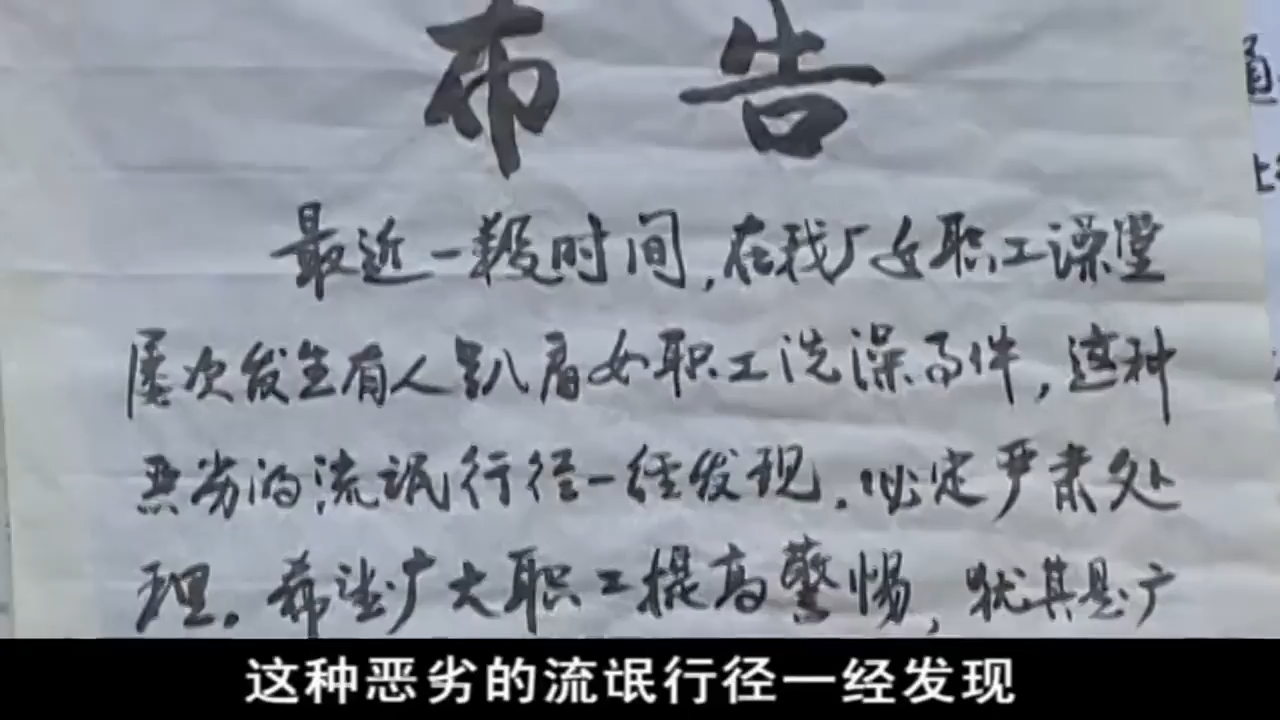 布告
最近一段时间,在我厂女职工澡堂
屡次发生有人趴看女职工洗澡事件,这种
恶劣的流氓行径一经发现,必定严肃处
理。希望广大职工提高警惕,尤其是广
通
这种恶劣的流氓行径一经发现